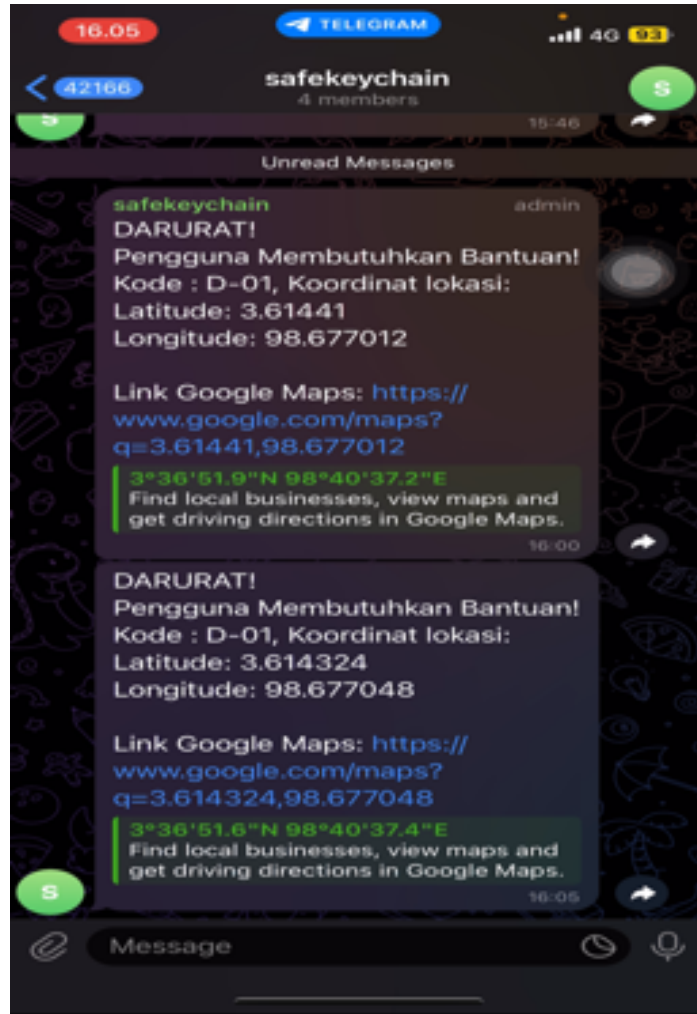 16.05
TELEGRAM
4G 93
42166
safekeychain
4 members
S
S
15:46
Unread Messages
safekeychain admin
DARURAT!
Pengguna Membutuhkan Bantuan!
Kode : D-01, Koordinat lokasi:
Latitude: 3.61441
Longitude: 98.677012
Link Google Maps: https://
www.google.com/maps?
q=3.61441,98.677012
3°36'51.9"N 98°40'37.2"E
Find local businesses, view maps and
get driving directions in Google Maps.
16:00
DARURAT!
Pengguna Membutuhkan Bantuan!
Kode : D-01, Koordinat lokasi:
Latitude: 3.614324
Longitude: 98.677048
Link Google Maps: https://
www.google.com/maps?
q=3.614324,98.677048
3°36'51.6"N 98°40'37.4"E
Find local businesses, view maps and
get driving directions in Google Maps.
S
16:05
Message